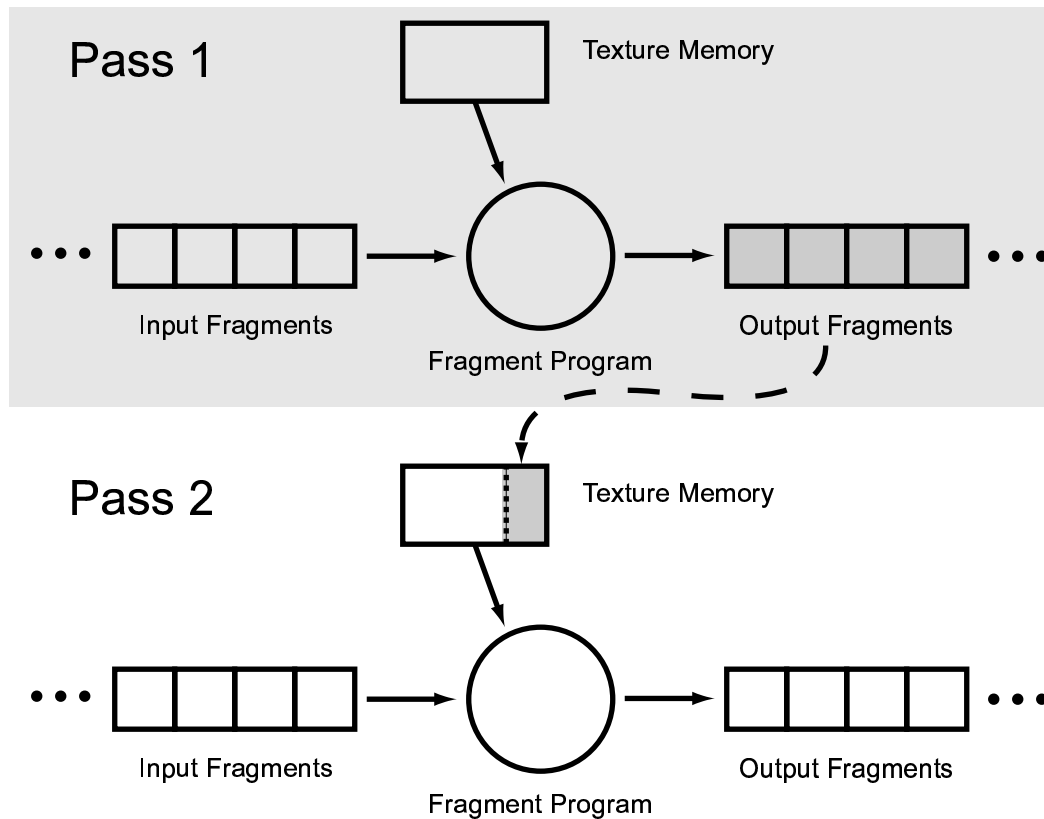 Pass 1
Texture Memory
Input Fragments
Fragment Program
Output Fragments
Pass 2
Texture Memory
Input Fragments
Fragment Program
Output Fragments